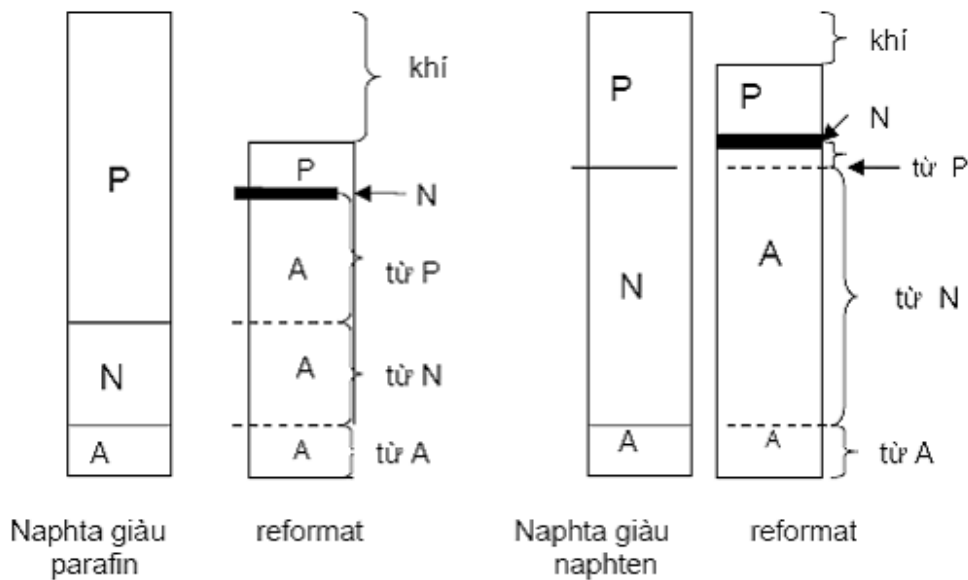 khí
P
P
N
A
từ P
N
A
từ N
A
A
từ A
Naphta giàu
parafin
reformat
khí
P
P
N
từ P
N
A
từ N
A
A
từ A
Naphta giàu
naphten
reformat